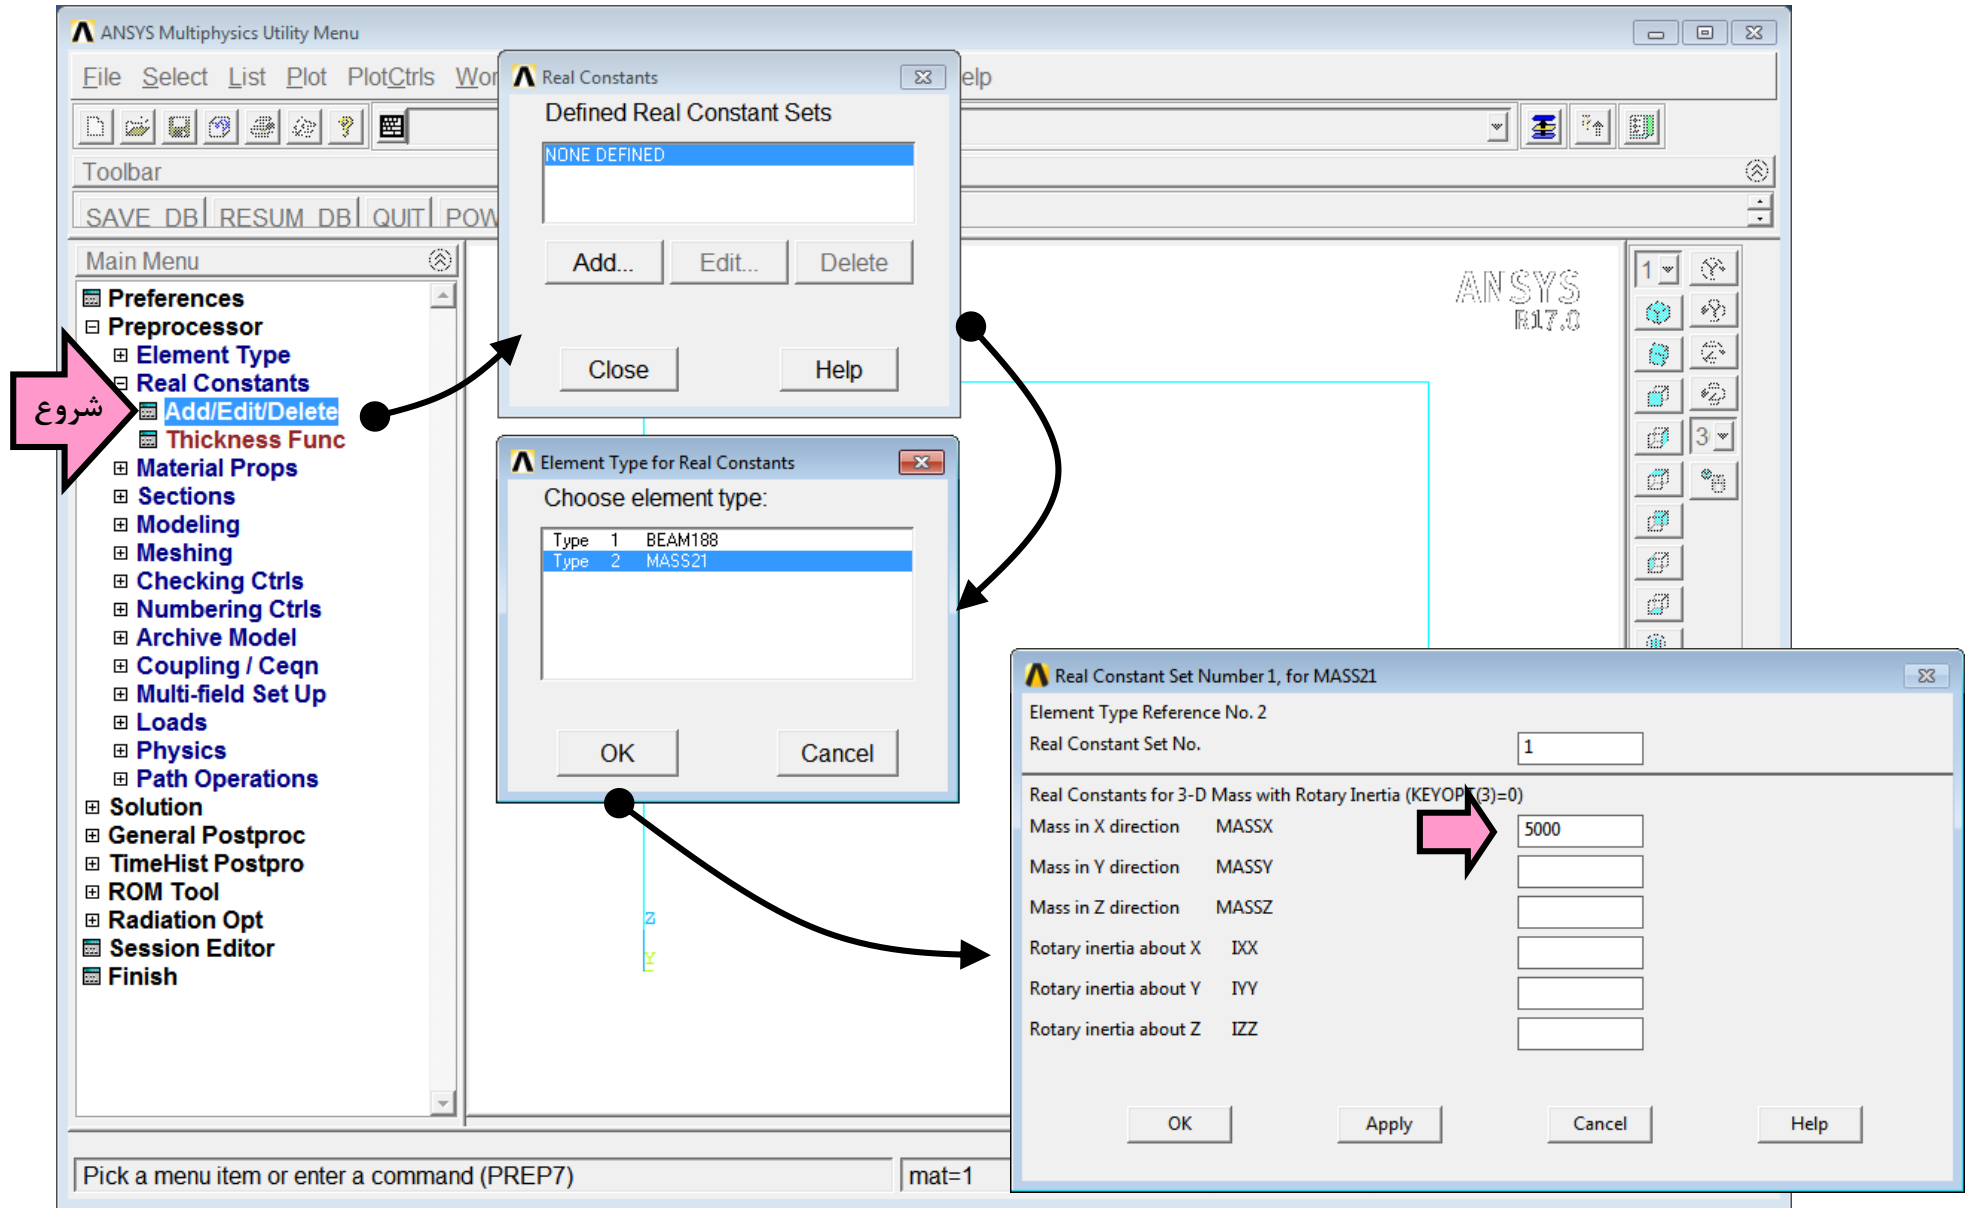 ANSYS Multiphysics Utility Menu
File Select List Plot PlotCtrls
elp
Toolbar
SAVE_DB RESUM_DB QUIT
Main Menu
Preferences
Preprocessor
Element Type
Real Constants
Add/Edit/Delete
Thickness Func
Material Props
Sections
Modeling
Meshing
Checking Ctrls
Numbering Ctrls
Archive Model
Coupling / Ceqn
Multi-field Set Up
Loads
Physics
Path Operations
Solution
General Postproc
TimeHist Postpro
ROM Tool
Radiation Opt
Session Editor
Finish
شروع
Real Constants
Defined Real Constant Sets
NONE DEFINED
Add... Edit... Delete
Close Help
Element Type for Real Constants
Choose element type:
Type 1 BEAM188
Type 2 MASS21
OK Cancel
ANSYS
R17.0
1
3
Z
Y
Real Constant Set Number 1, for MASS21
Element Type Reference No. 2
Real Constant Set No. 1
Real Constants for 3-D Mass with Rotary Inertia (KEYOPT(3)=0)
Mass in X direction MASSX 5000
Mass in Y direction MASSY
Mass in Z direction MASSZ
Rotary inertia about X IXX
Rotary inertia about Y IYY
Rotary inertia about Z IZZ
OK Apply Cancel Help
Pick a menu item or enter a command (PREP7)
mat=1